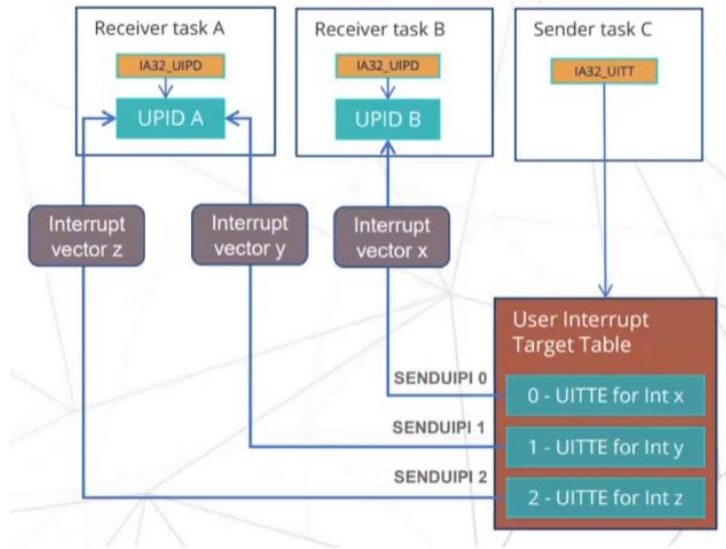 Receiver task A
Receiver task B
Sender task C
IA32_UIPD
IA32_UIPD
IA32_UITT
UPID A
UPID B
Interrupt
vector z
Interrupt
vector y
Interrupt
vector x
User Interrupt
Target Table
SENDUIPI 0
0 - UITTE for Int x
SENDUIPI 1
1 - UITTE for Int y
SENDUIPI 2
2 - UITTE for Int z